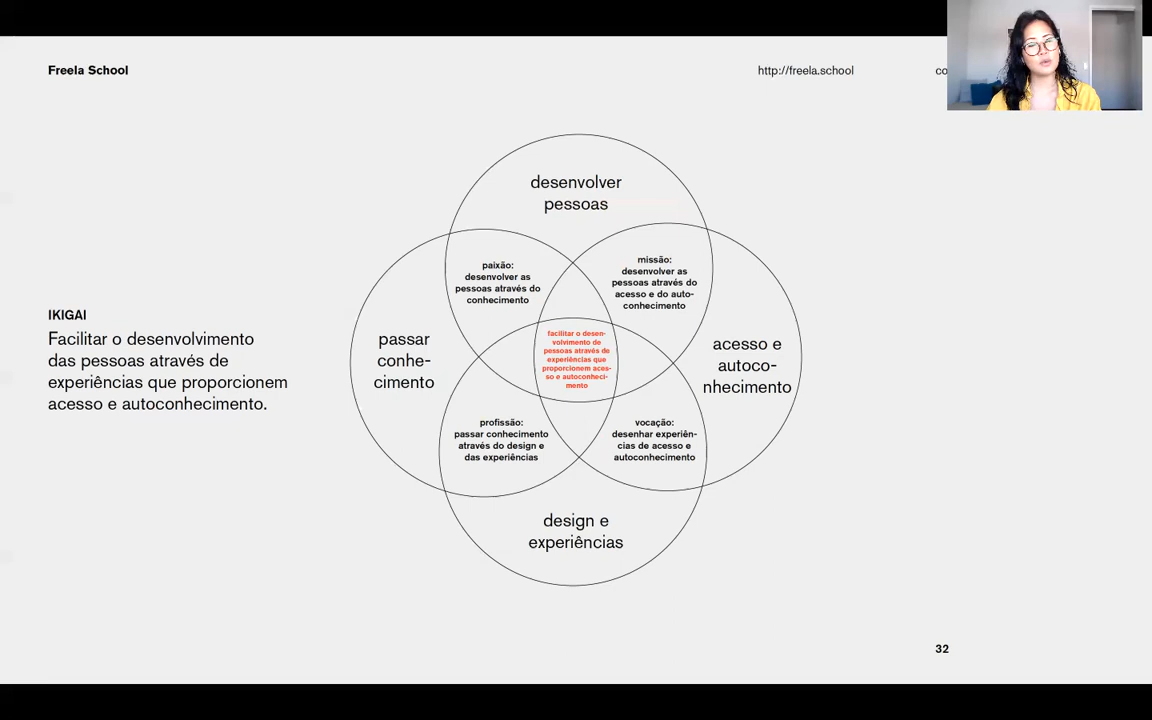 Freela School
http://freela.school
co
desenvolver
pessoas
paixão:
desenvolver as
pessoas através do
conhecimento
missão:
desenvolver as
pessoas através do
acesso e do auto-
conhecimento
IKIGAI
Facilitar o desenvolvimento
das pessoas através de
experiências que proporcionem
acesso e autoconhecimento.
passar
conhe-
cimento
facilitar o desen-
volvimento de
pessoas através de
experiências que
proporcionem aces-
so e autoconheci-
mento
acesso e
autoco-
nhecimento
profissão:
passar conhecimento
através do design e
das experiências
vocação:
desenhar experiên-
cias de acesso e
autoconhecimento
design e
experiências
32